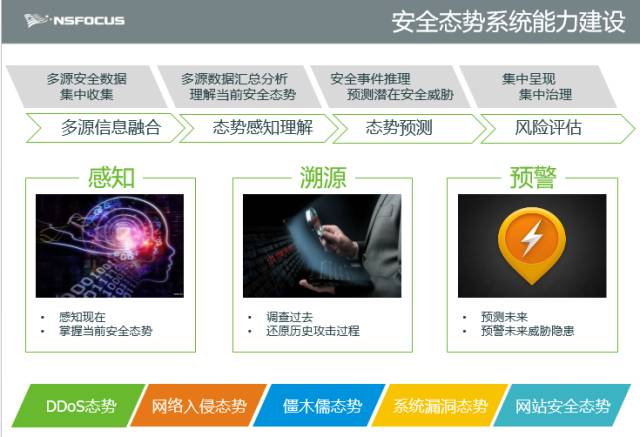 NSFOCUS
安全态势系统能力建设
多源安全数据
集中收集
多源数据汇总分析
理解当前安全态势
安全事件推理
预测潜在安全威胁
集中呈现
集中治理
多源信息融合
态势感知理解
态势预测
风险评估
感知
溯源
预警
• 感知现在
• 掌握当前安全态势
• 调查过去
• 还原历史攻击过程
• 预测未来
• 预警未来威胁隐患
DDoS态势
网络入侵态势
僵木儒态势
系统漏洞态势
网站安全态势